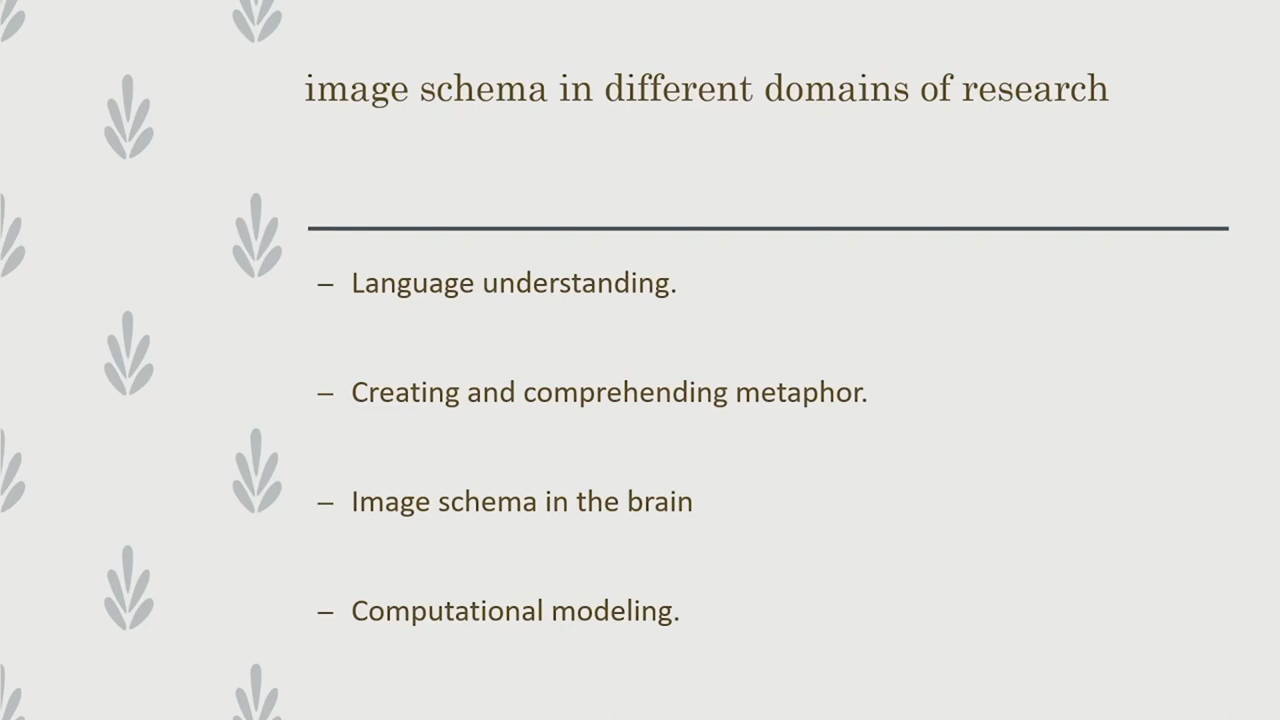 image schema in different domains of research
– Language understanding.
– Creating and comprehending metaphor.
– Image schema in the brain
– Computational modeling.